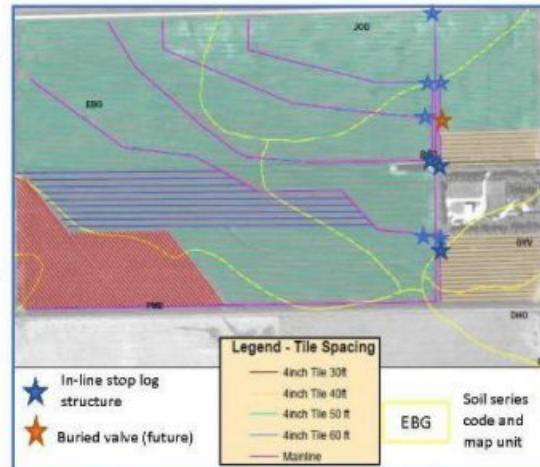 JOD
EBG
GYV
PMD
DHO
Legend - Tile Spacing
4inch Tile 30ft
4inch Tile 40ft
4inch Tile 50 ft
4inch Tile 60 ft
Mainline
In-line stop log
structure
Buried valve (future)
EBG
Soil series
code and
map unit